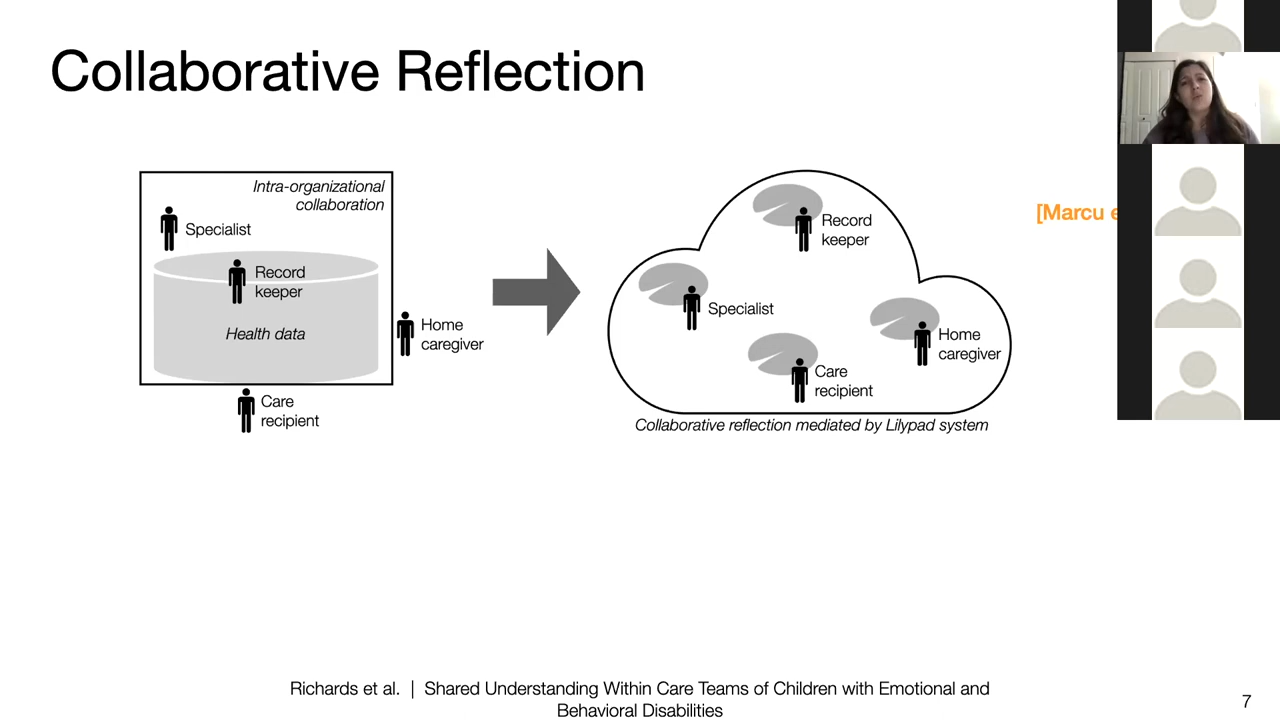 Collaborative Reflection
Intra-organizational
collaboration
Specialist
Record
keeper
Health data
Home
caregiver
Care
recipient
Record
keeper
Specialist
Home
caregiver
Care
recipient
Collaborative reflection mediated by Lilypad system
[Marcu e
Richards et al. | Shared Understanding Within Care Teams of Children with Emotional and
Behavioral Disabilities
7